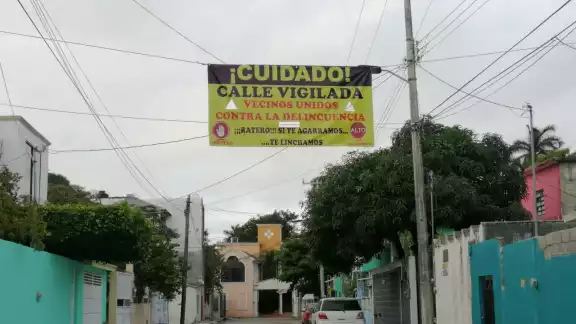 ¡CUIDADO!
CALLE VIGILADA
VECINOS UNIDOS
CONTRA LA DELINCUENCIA
¡¡¡RATERO!!! SI TE AGARRAMOS...
ALTO
...TE LINCHAMOS